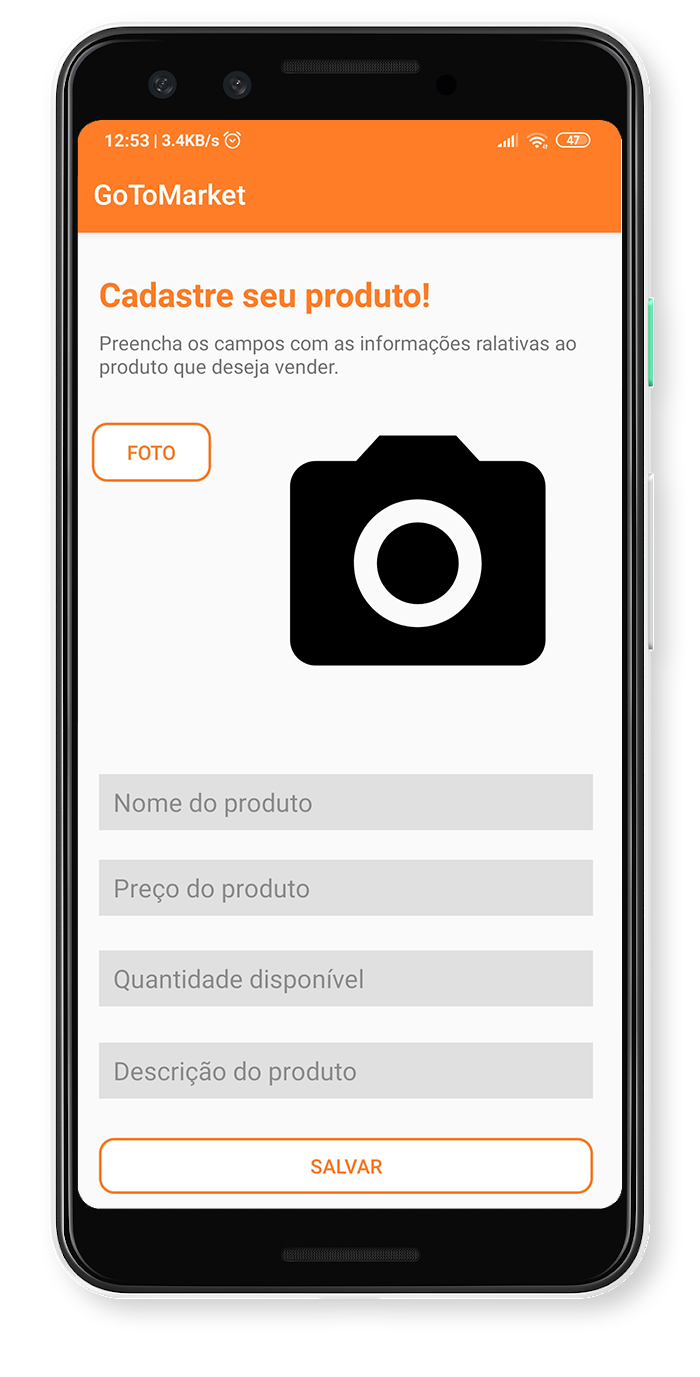 12:53 | 3.4KB/s
47
GoToMarket
Cadastre seu produto!
Preencha os campos com as informações ralativas ao
produto que deseja vender.
FOTO
Nome do produto
Preço do produto
Quantidade disponível
Descrição do produto
SALVAR